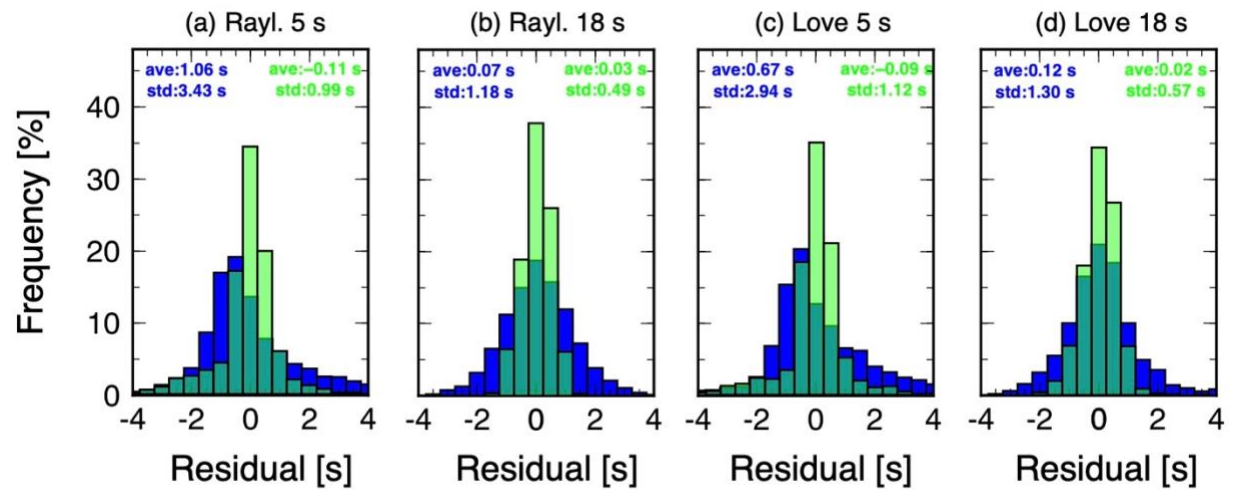 (a) Rayl. 5 s
(b) Rayl. 18 s
(c) Love 5 s
(d) Love 18 s
ave:1.06 s ave:−0.11 s
std:3.43 s std:0.99 s
ave:0.07 s ave:0.03 s
std:1.18 s std:0.49 s
ave:0.67 s ave:−0.09 s
std:2.94 s std:1.12 s
ave:0.12 s ave:0.02 s
std:1.30 s std:0.57 s
Frequency [%]
40
30
20
10
0
-4 -2 0 2 4
-4 -2 0 2 4
-4 -2 0 2 4
-4 -2 0 2 4
Residual [s]
Residual [s]
Residual [s]
Residual [s]